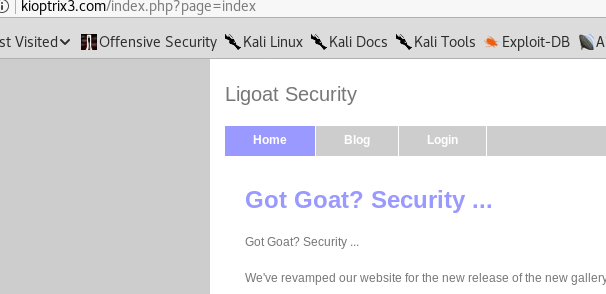 kioptrix3.com/index.php?page=index
st Visited Offensive Security Kali Linux Kali Docs Kali Tools Exploit-DB A
Ligoat Security
Home Blog Login
Got Goat? Security ...
Got Goat? Security ...
We've revamped our website for the new release of the new gallery